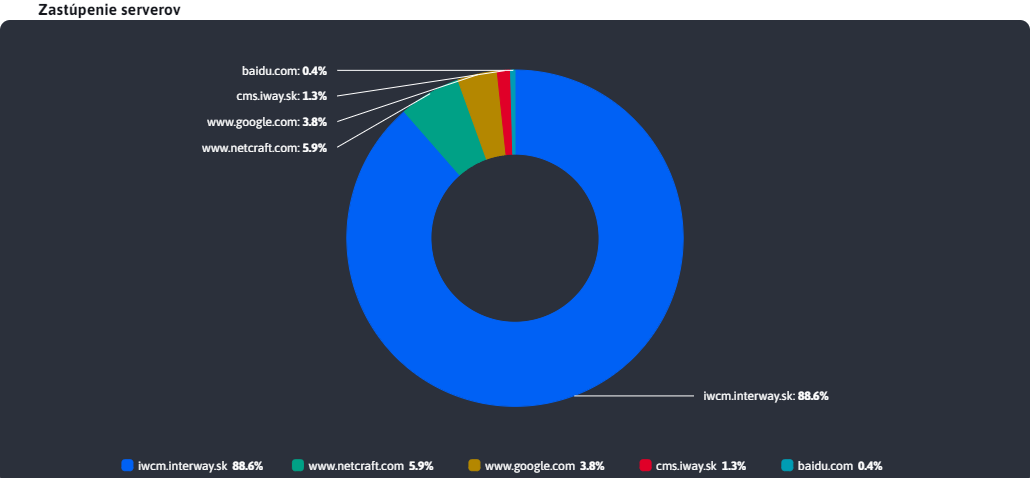 Zastúpenie serverov
baidu.com: 0.4%
cms.iway.sk: 1.3%
www.google.com: 3.8%
www.netcraft.com: 5.9%
iwcm.interway.sk: 88.6%
iwcm.interway.sk 88.6% www.netcraft.com 5.9% www.google.com 3.8% cms.iway.sk 1.3% baidu.com 0.4%